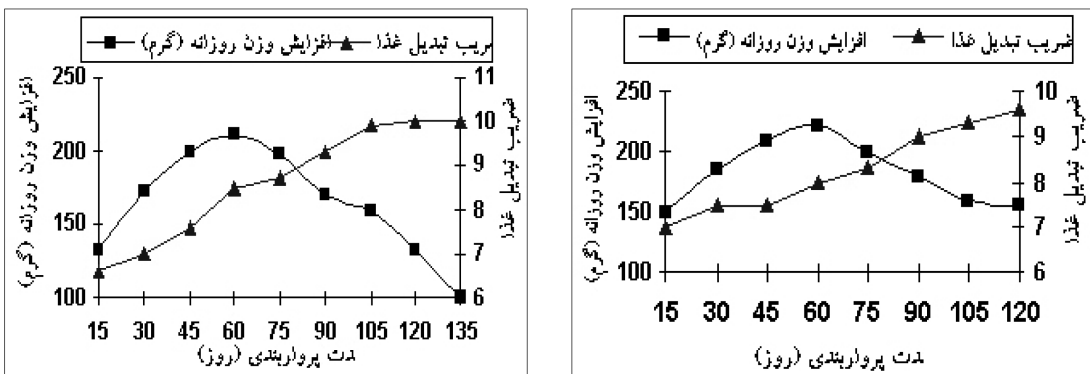 افزایش وزن روزانه (گرم) ضریب تبدیل غذا
250
200
150
100
11
10
9
8
7
6
افزایش وزن روزانه (گرم)
ضریب تبدیل غذا
15 30 45 60 75 90 105 120 135
مدت پرواربندی (روز)
افزایش وزن روزانه (گرم) ضریب تبدیل غذا
250
200
150
100
10
9
8
7
6
افزایش وزن روزانه (گرم)
ضریب تبدیل غذا
15 30 45 60 75 90 105 120
مدت پرواربندی (روز)